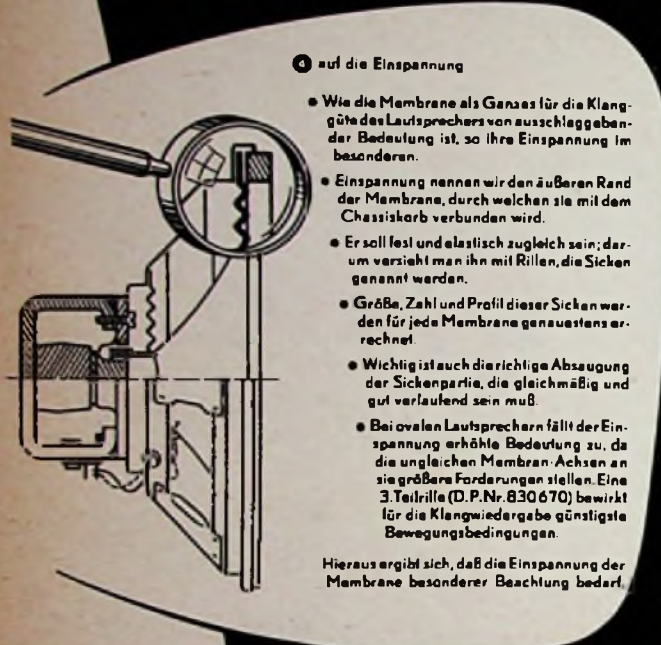 4 auf die Einspannung
• Wie die Membrane als Ganzes für die Klang-
güte des Lautsprechers von ausschlaggeben-
der Bedeutung ist, so ihre Einspannung im
besonderen.
• Einspannung nennen wir den äußeren Rand
der Membrane, durch welchen sie mit dem
Chassiskorb verbunden wird.
• Er soll fest und elastisch zugleich sein; dar-
um versieht man ihn mit Rillen, die Sicken
genannt werden.
• Größe, Zahl und Profil dieser Sicken wer-
den für jede Membrane genauestens er-
rechnet.
• Wichtig ist auch die richtige Absaugung
der Sickenpartie, die gleichmäßig und
gut verlaufend sein muß.
• Bei ovalen Lautsprechern fällt der Ein-
spannung erhöhte Bedeutung zu, da
die ungleichen Membran-Achsen an
sie größere Forderungen stellen. Eine
3. Teilrille (D.P.Nr. 830670) bewirkt
für die Klangwiedergabe günstigste
Bewegungsbedingungen.
Hieraus ergibt sich, daß die Einspannung der
Membrane besonderer Beachtung bedarf.